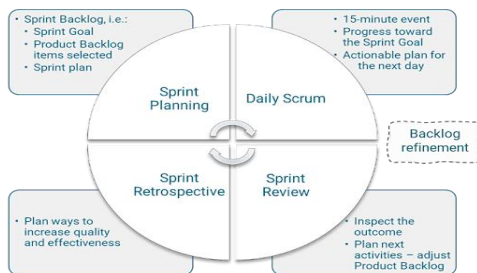 • Sprint Backlog, i.e.:
• Sprint Goal
• Product Backlog
items selected
• Sprint plan
• 15-minute event
• Progress toward
the Sprint Goal
• Actionable plan for
the next day
Sprint
Planning
Daily Scrum
Backlog
refinement
Sprint
Retrospective
Sprint
Review
• Plan ways to
increase quality
and effectiveness
• Inspect the
outcome
• Plan next
activities – adjust
Product Backlog